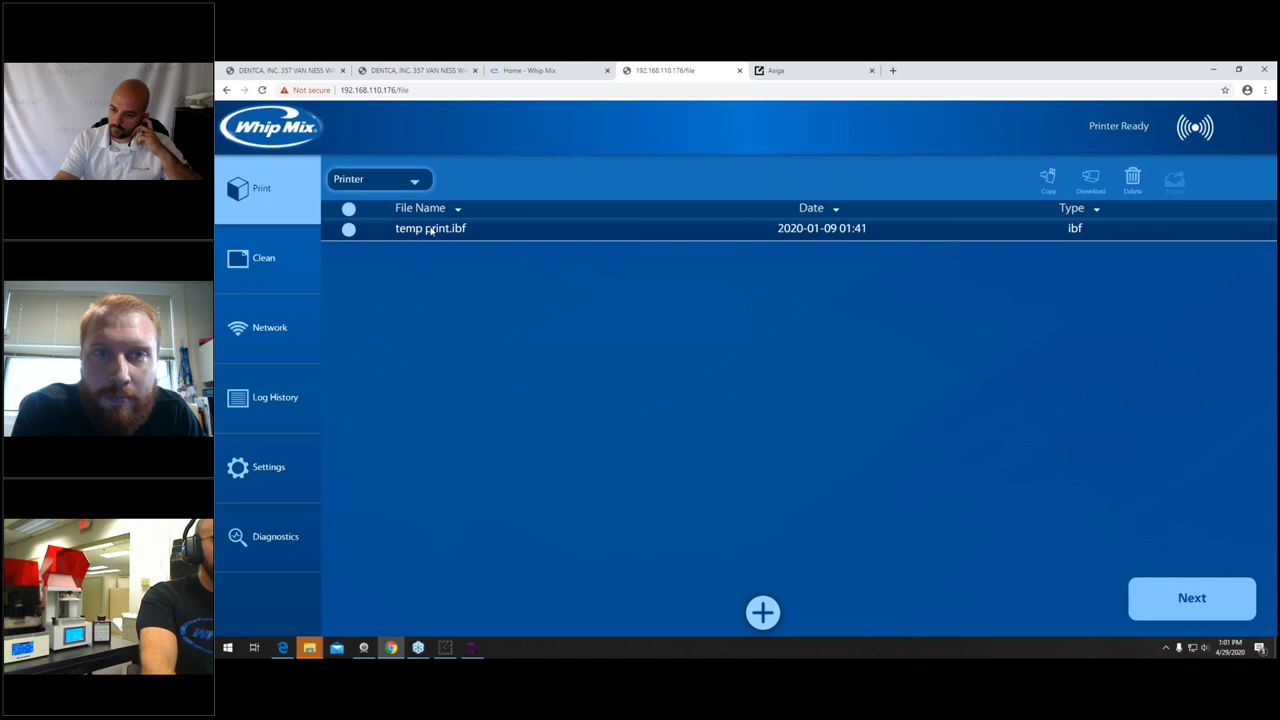 DENTCA, INC. 357 VAN NESS W
DENTCA, INC. 357 VAN NESS W
Home - Whip Mix
192.168.110.176/file
Asiga
Not secure
192.168.110.176/file
Whip Mix
Printer Ready
Print
Clean
Network
Log History
Settings
Diagnostics
Printer
Copy
Download
Delete
File Name
Date
Type
temp print.ibf
2020-01-09 01:41
ibf
Next
1:01 PM
4/29/2020